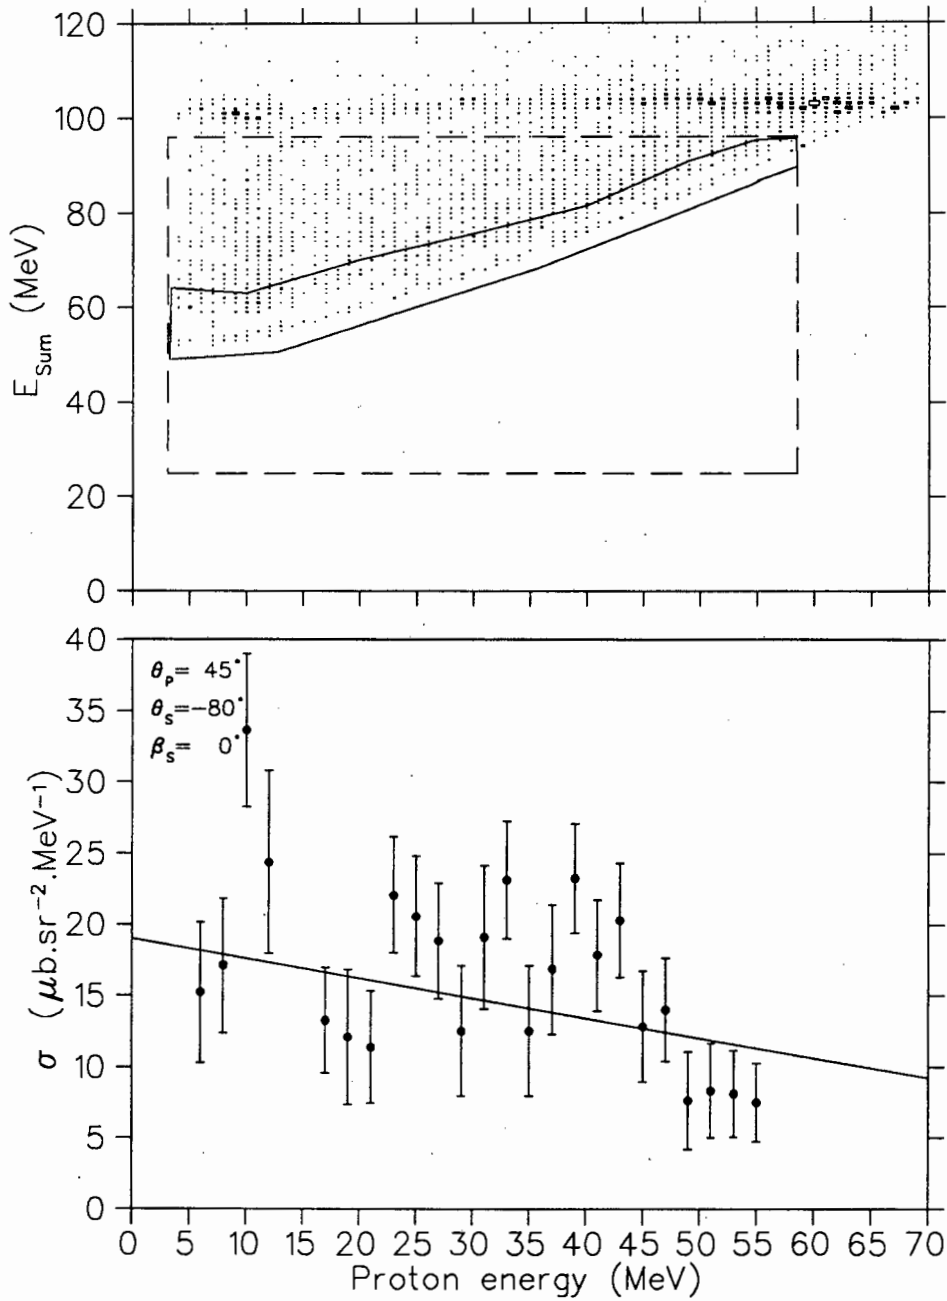 120
100
80
60
40
20
0
E_Sum (MeV)
40
35
30
25
20
15
10
5
0
θ_P= 45°
θ_S=−80°
β_S= 0°
σ (μb.sr⁻².MeV⁻¹)
0 5 10 15 20 25 30 35 40 45 50 55 60 65 70
Proton energy (MeV)